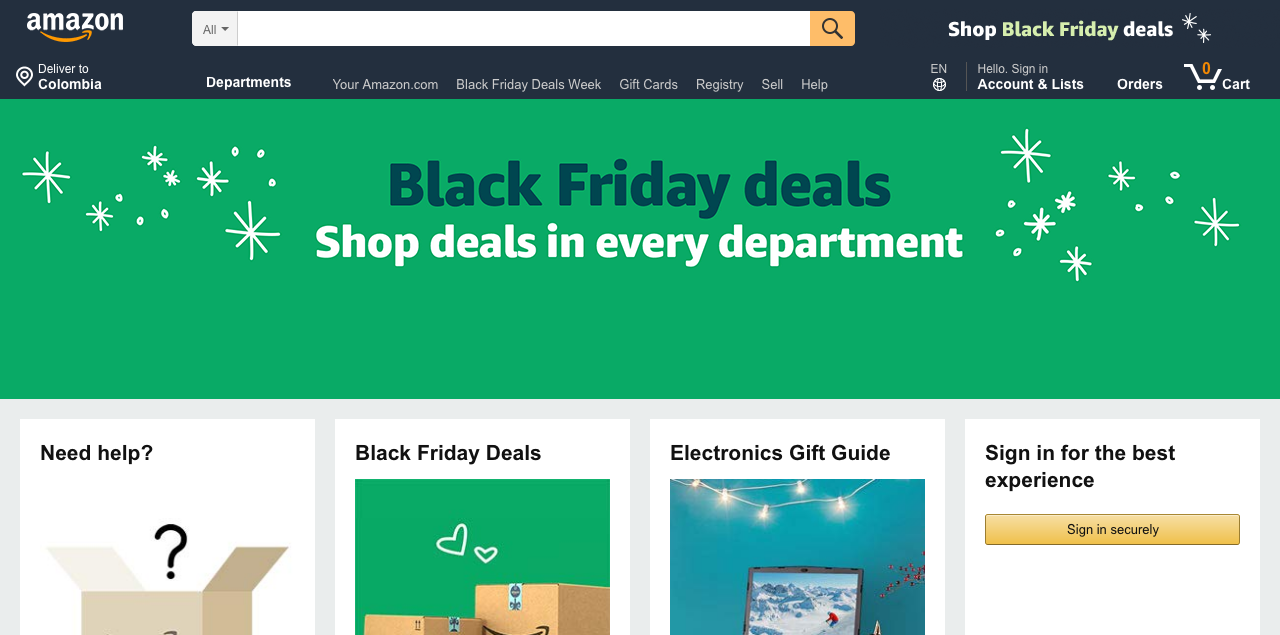 amazon
All
Shop Black Friday deals
Deliver to
Colombia
Departments
Your Amazon.com
Black Friday Deals Week
Gift Cards
Registry
Sell
Help
EN
Hello. Sign in
Account & Lists
Orders
0
Cart
Black Friday deals
Shop deals in every department
Need help?
?
Black Friday Deals
Electronics Gift Guide
Sign in for the best
experience
Sign in securely